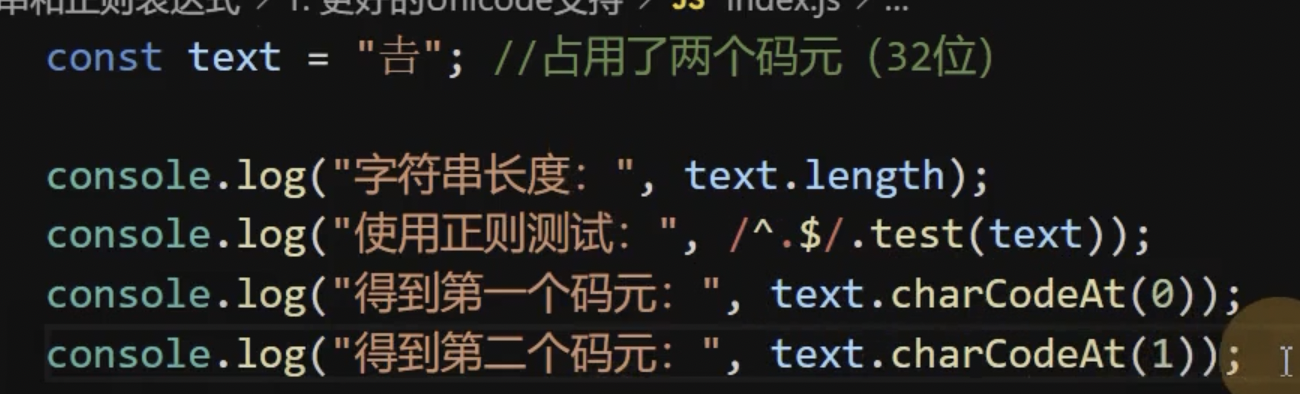 串和正则表达式 > 1. 更好的Unicode支持 > JS index.js > ...
const text = "𠮷"; //占用了两个码元（32位）
console.log("字符串长度：", text.length);
console.log("使用正则测试：", /^.$/.test(text));
console.log("得到第一个码元：", text.charCodeAt(0));
console.log("得到第二个码元：", text.charCodeAt(1));